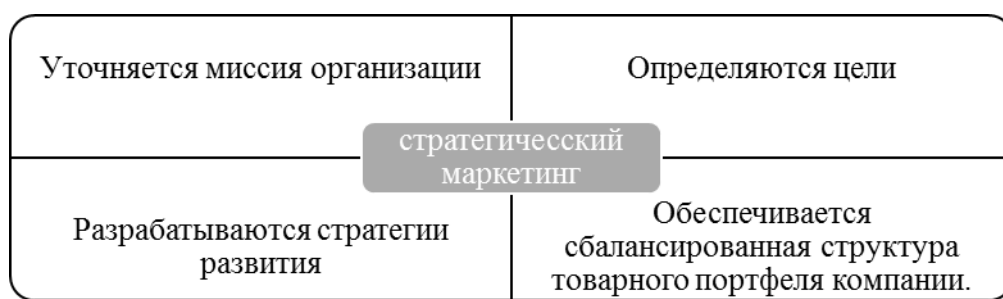 Уточняется миссия организации
Определяются цели
стратегичесский
маркетинг
Разрабатываются стратегии
развития
Обеспечивается
сбалансированная структура
товарного портфеля компании.